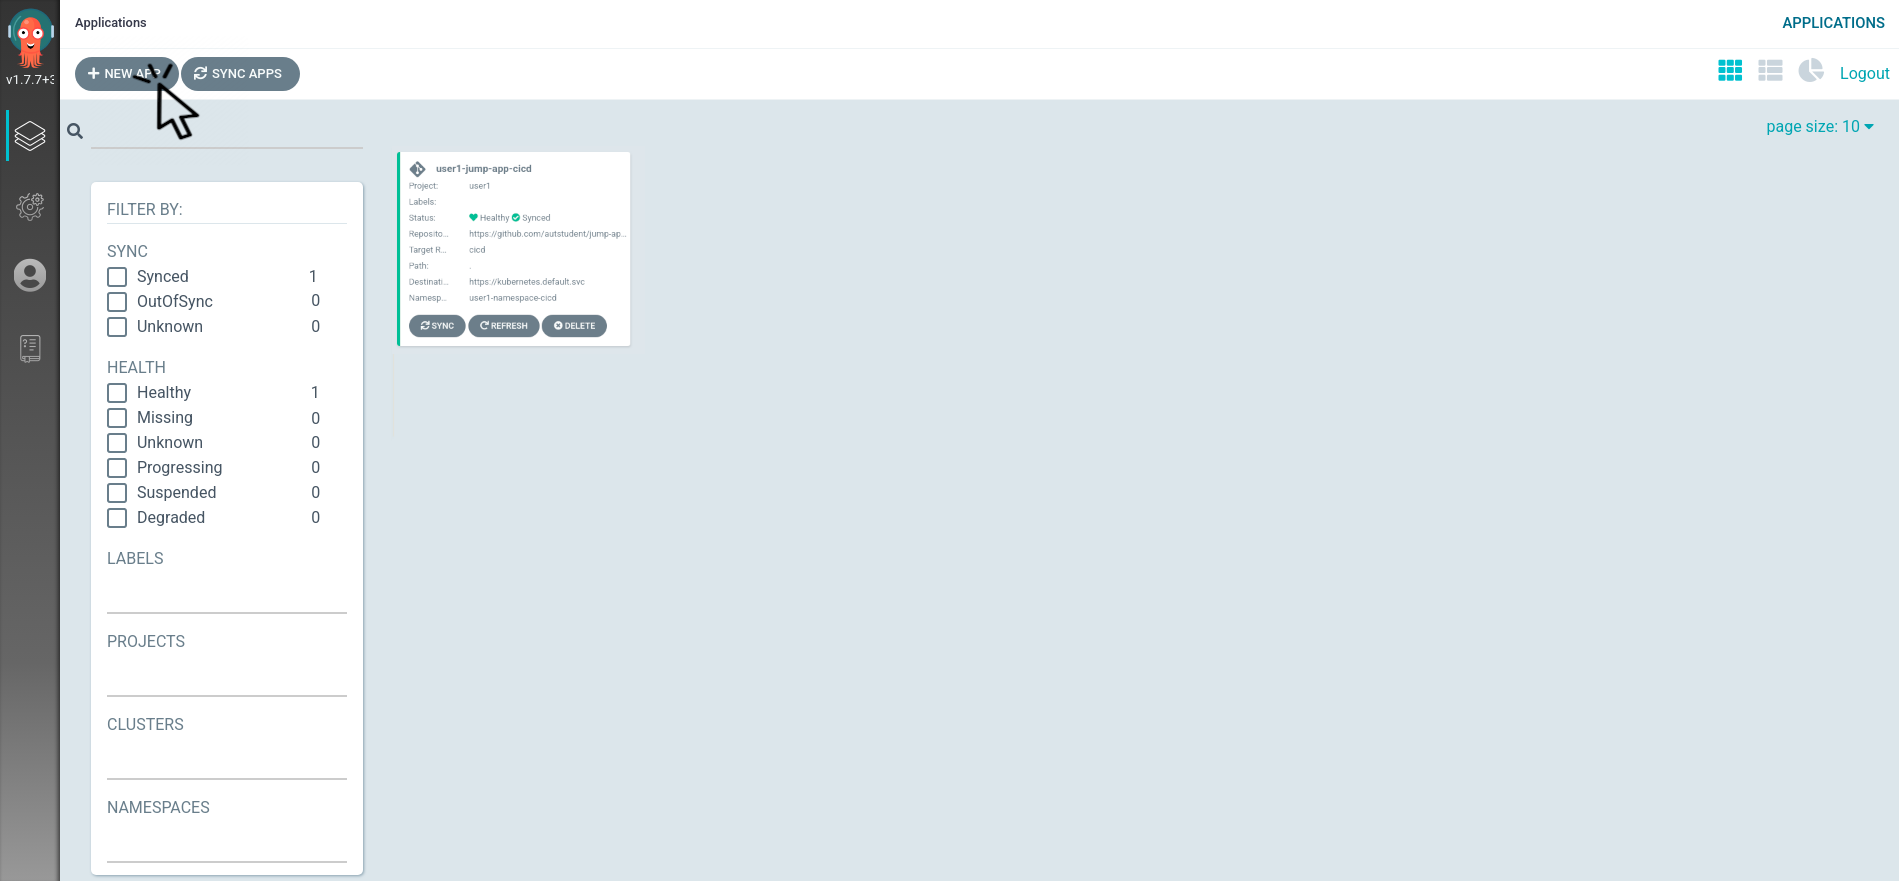 Applications
APPLICATIONS
v1.7.7+3
NEW APP
SYNC APPS
Logout
page size: 10
user1-jump-app-cicd
Project: user1
Labels:
Status: Healthy Synced
Reposito... https://github.com/autstudent/jump-ap...
Target R... cicd
Path: .
Destinati... https://kubernetes.default.svc
Namesp... user1-namespace-cicd
SYNC REFRESH DELETE
FILTER BY:
SYNC
Synced 1
OutOfSync 0
Unknown 0
HEALTH
Healthy 1
Missing 0
Unknown 0
Progressing 0
Suspended 0
Degraded 0
LABELS
PROJECTS
CLUSTERS
NAMESPACES